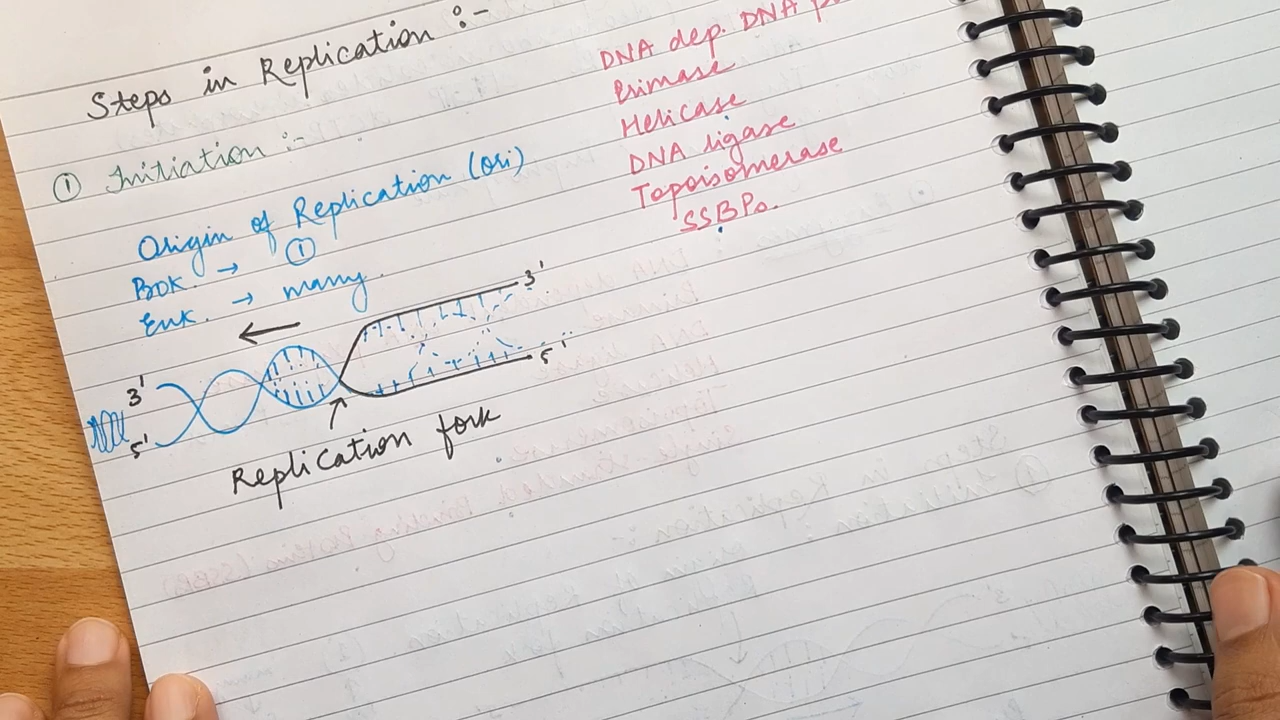 Steps in Replication :-
① Initiation :-
Origin of Replication (ori)
Prok. → ①
Euk. → many.
3'
5'
3'
5'
Replication fork
DNA dep. DNA
Primase
Helicase
DNA ligase
Topoisomerase
SSBPs.